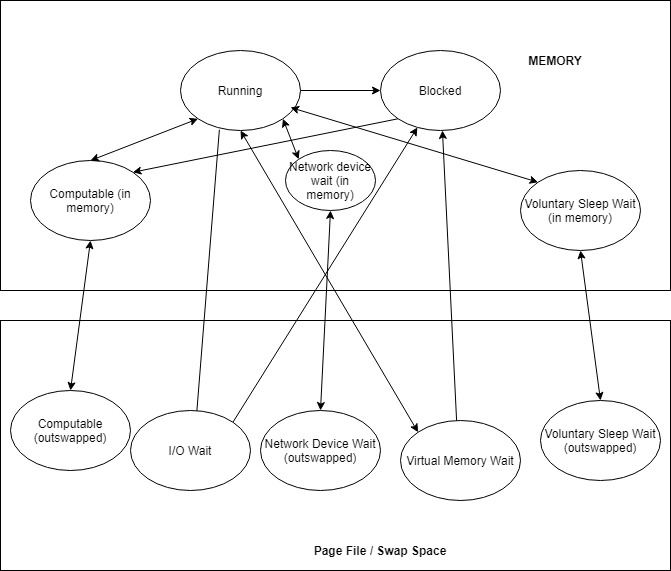 MEMORY
Running
Blocked
Network device
wait (in
memory)
Computable (in
memory)
Voluntary Sleep Wait
(in memory)
Computable
(outswapped)
I/O Wait
Network Device Wait
(outswapped)
Virtual Memory Wait
Voluntary Sleep Wait
(outswapped)
Page File / Swap Space